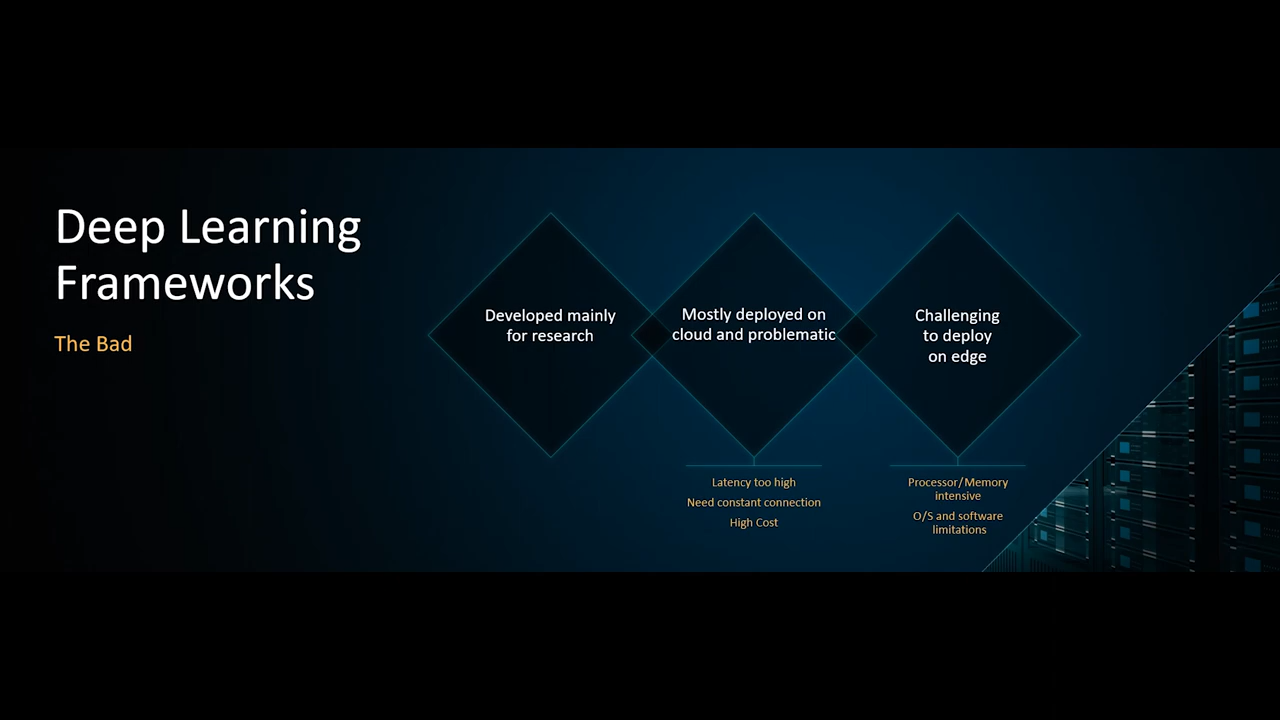 Deep Learning
Frameworks
The Bad
Developed mainly
for research
Mostly deployed on
cloud and problematic
Latency too high
Need constant connection
High Cost
Challenging
to deploy
on edge
Processor/Memory
intensive
O/S and software
limitations